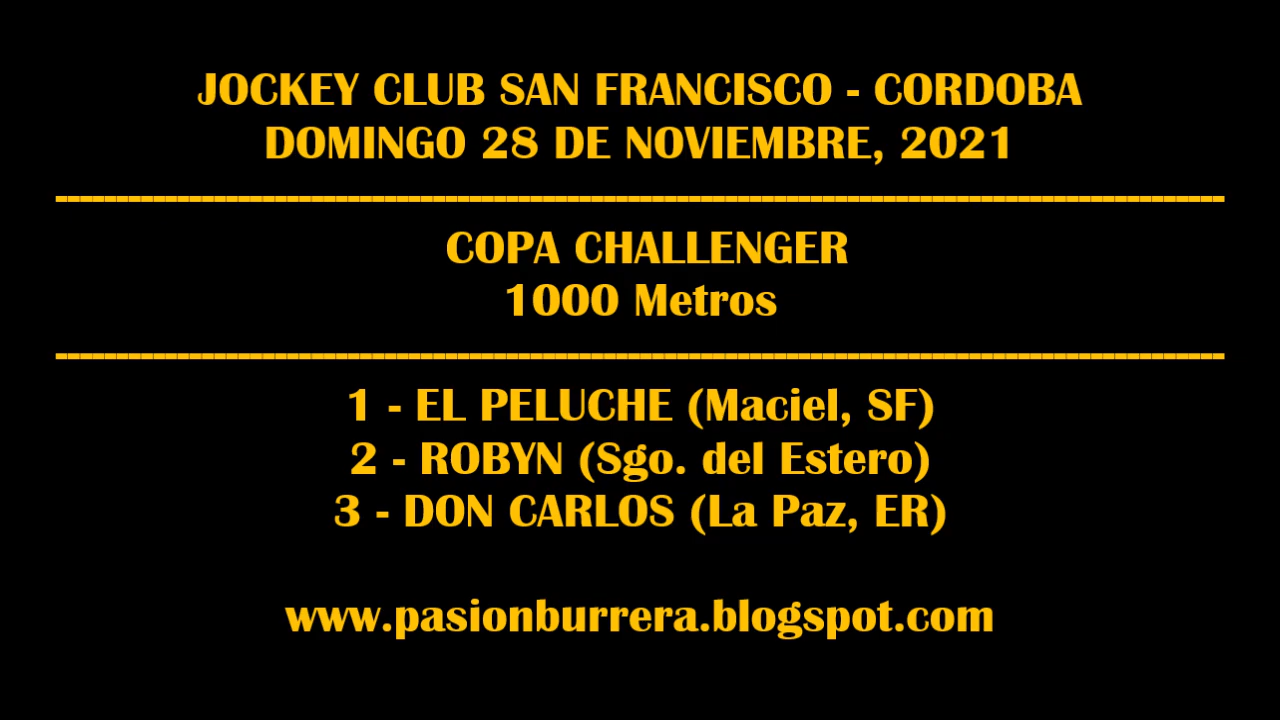 JOCKEY CLUB SAN FRANCISCO - CORDOBA
DOMINGO 28 DE NOVIEMBRE, 2021
COPA CHALLENGER
1000 Metros
1 - EL PELUCHE (Maciel, SF)
2 - ROBYN (Sgo. del Estero)
3 - DON CARLOS (La Paz, ER)
www.pasionburrera.blogspot.com